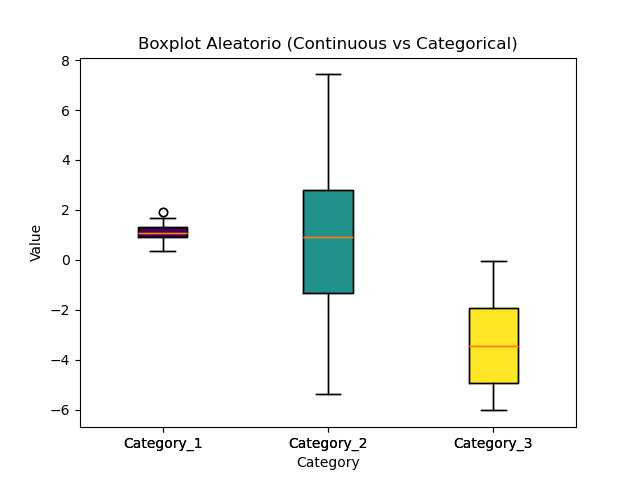 Boxplot Aleatorio (Continuous vs Categorical)
8
6
4
2
0
−2
−4
−6
Value
Category_1
Category_2
Category_3
Category